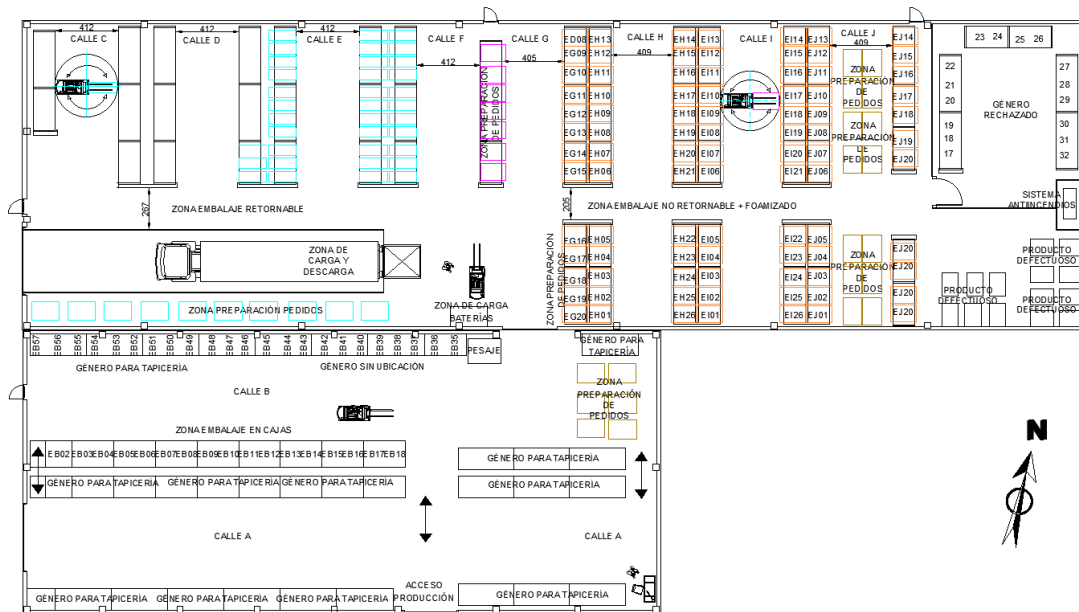 412
412
412
412
405
409
409
CALLE C
CALLE D
CALLE E
CALLE F
CALLE G
CALLE H
CALLE I
CALLE J
ZONA PREPARACIÓN
DE PEDIDOS
ED08 EH13
EG09 EH12
EG10 EH11
EG11 EH10
EG12 EH09
EG13 EH08
EG14 EH07
EG15 EH06
EH14 EI13
EH15 EI12
EH16 EI11
EH17 EI10
EH18 EI09
EH19 EI08
EH20 EI07
EH21 EI06
EI14 EJ13
EI15 EJ12
EI16 EJ11
EI17 EJ10
EI18 EJ09
EI19 EJ08
EI20 EJ07
EI21 EJ06
ZONA
PREPARACIÓN
DE
PEDIDOS
ZONA
PREPARACIÓN
DE
PEDIDOS
EJ14
EJ15
EJ16
EJ17
EJ18
EJ19
EJ20
23 24 25 26
22
21
20
19
18
17
27
28
29
30
31
32
GÉNERO
RECHAZADO
SISTEMA
ANTIINCENDIOS
267
ZONA EMBALAJE RETORNABLE
205
ZONA EMBALAJE NO RETORNABLE + FOAMIZADO
ZONA DE
CARGA Y
DESCARGA
ZONA DE CARGA
BATERÍAS
ZONA PREPARACIÓN PEDIDOS
ZONA PREPARACIÓN
DE PEDIDOS
EG16 EH05
EG17 EH04
EG18 EH03
EG19 EH02
EG20 EH01
EH22 EI05
EH23 EI04
EH24 EI03
EH25 EI02
EH26 EI01
EI22 EJ05
EI23 EJ04
EI24 EJ03
EI25 EJ02
EI26 EJ01
ZONA
PREPARACIÓN
DE
PEDIDOS
EJ20
EJ20
EJ20
EJ20
PRODUCTO
DEFECTUOSO
PRODUCTO
DEFECTUOSO
PRODUCTO
DEFECTUOSO
EB57 EB56 EB55 EB54 EB53 EB52 EB51 EB50 EB49 EB48 EB47 EB46 EB45 EB44 EB43 EB42 EB41 EB40 EB39 EB38 EB37 EB36 EB35
PESAJE
GÉNERO PARA
TAPICERÍA
GÉNERO PARA TAPICERÍA
GÉNERO SIN UBICACIÓN
CALLE B
ZONA
PREPARACIÓN
DE
PEDIDOS
ZONA EMBALAJE EN CAJAS
EB02 EB03 EB04 EB05 EB06 EB07 EB08 EB09 EB10 EB11 EB12 EB13 EB14 EB15 EB16 EB17 EB18
GÉNERO PARA TAPICERÍA
GÉNERO PARA TAPICERÍA GÉNERO PARA TAPICERÍA GÉNERO PARA TAPICERÍA
GÉNERO PARA TAPICERÍA
CALLE A
CALLE A
ACCESO
PRODUCCIÓN
GÉNERO PARA TAPICERÍA GÉNERO PARA TAPICERÍA GÉNERO PARA TAPICERÍA
GÉNERO PARA TAPICERÍA
N